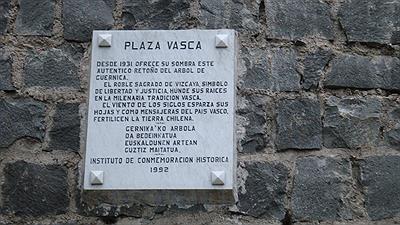 PLAZA VASCA
DESDE 1931 OFRECE SU SOMBRA ESTE
AUTENTICO RETOÑO DEL ARBOL DE
GUERNICA.
EL ROBLE SAGRADO DE VIZCAYA, SIMBOLO
DE LIBERTAD Y JUSTICIA, HUNDE SUS RAICES
EN LA MILENARIA TRADICION VASCA.
EL VIENTO DE LOS SIGLOS ESPARZA SUS
HOJAS Y COMO MENSAJERAS DEL PAIS VASCO,
FERTILICEN LA TIERRA CHILENA.
GERNIKA'KO ARBOLA
DA BEDEINKATUA
EUSKALDUNEN ARTEAN
GUZTIZ MAITATUA.
INSTITUTO DE CONMEMORACION HISTORICA
1992